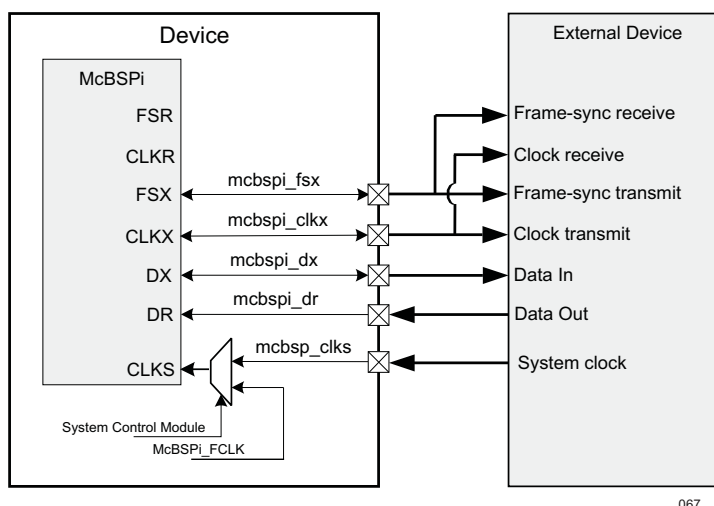 Device
External Device
McBSPi
FSR
Frame-sync receive
CLKR
Clock receive
FSX
mcbspi_fsx
Frame-sync transmit
CLKX
mcbspi_clkx
Clock transmit
DX
mcbspi_dx
Data In
DR
mcbspi_dr
Data Out
CLKS
mcbsp_clks
System clock
System Control Module
McBSPi_FCLK
067